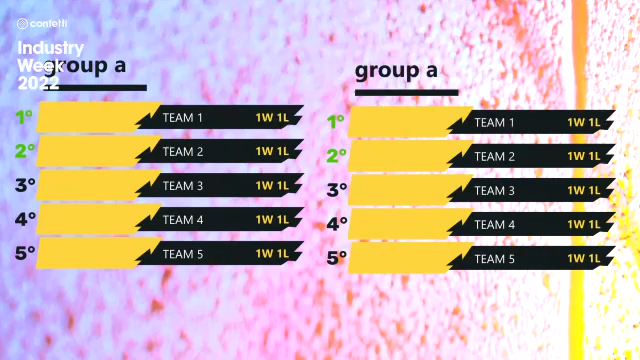 confetti
Industry
Week
2022
group a
1° TEAM 1 1W 1L
2° TEAM 2 1W 1L
3° TEAM 3 1W 1L
4° TEAM 4 1W 1L
5° TEAM 5 1W 1L
group a
1° TEAM 1 1W 1L
2° TEAM 2 1W 1L
3° TEAM 3 1W 1L
4° TEAM 4 1W 1L
5° TEAM 5 1W 1L